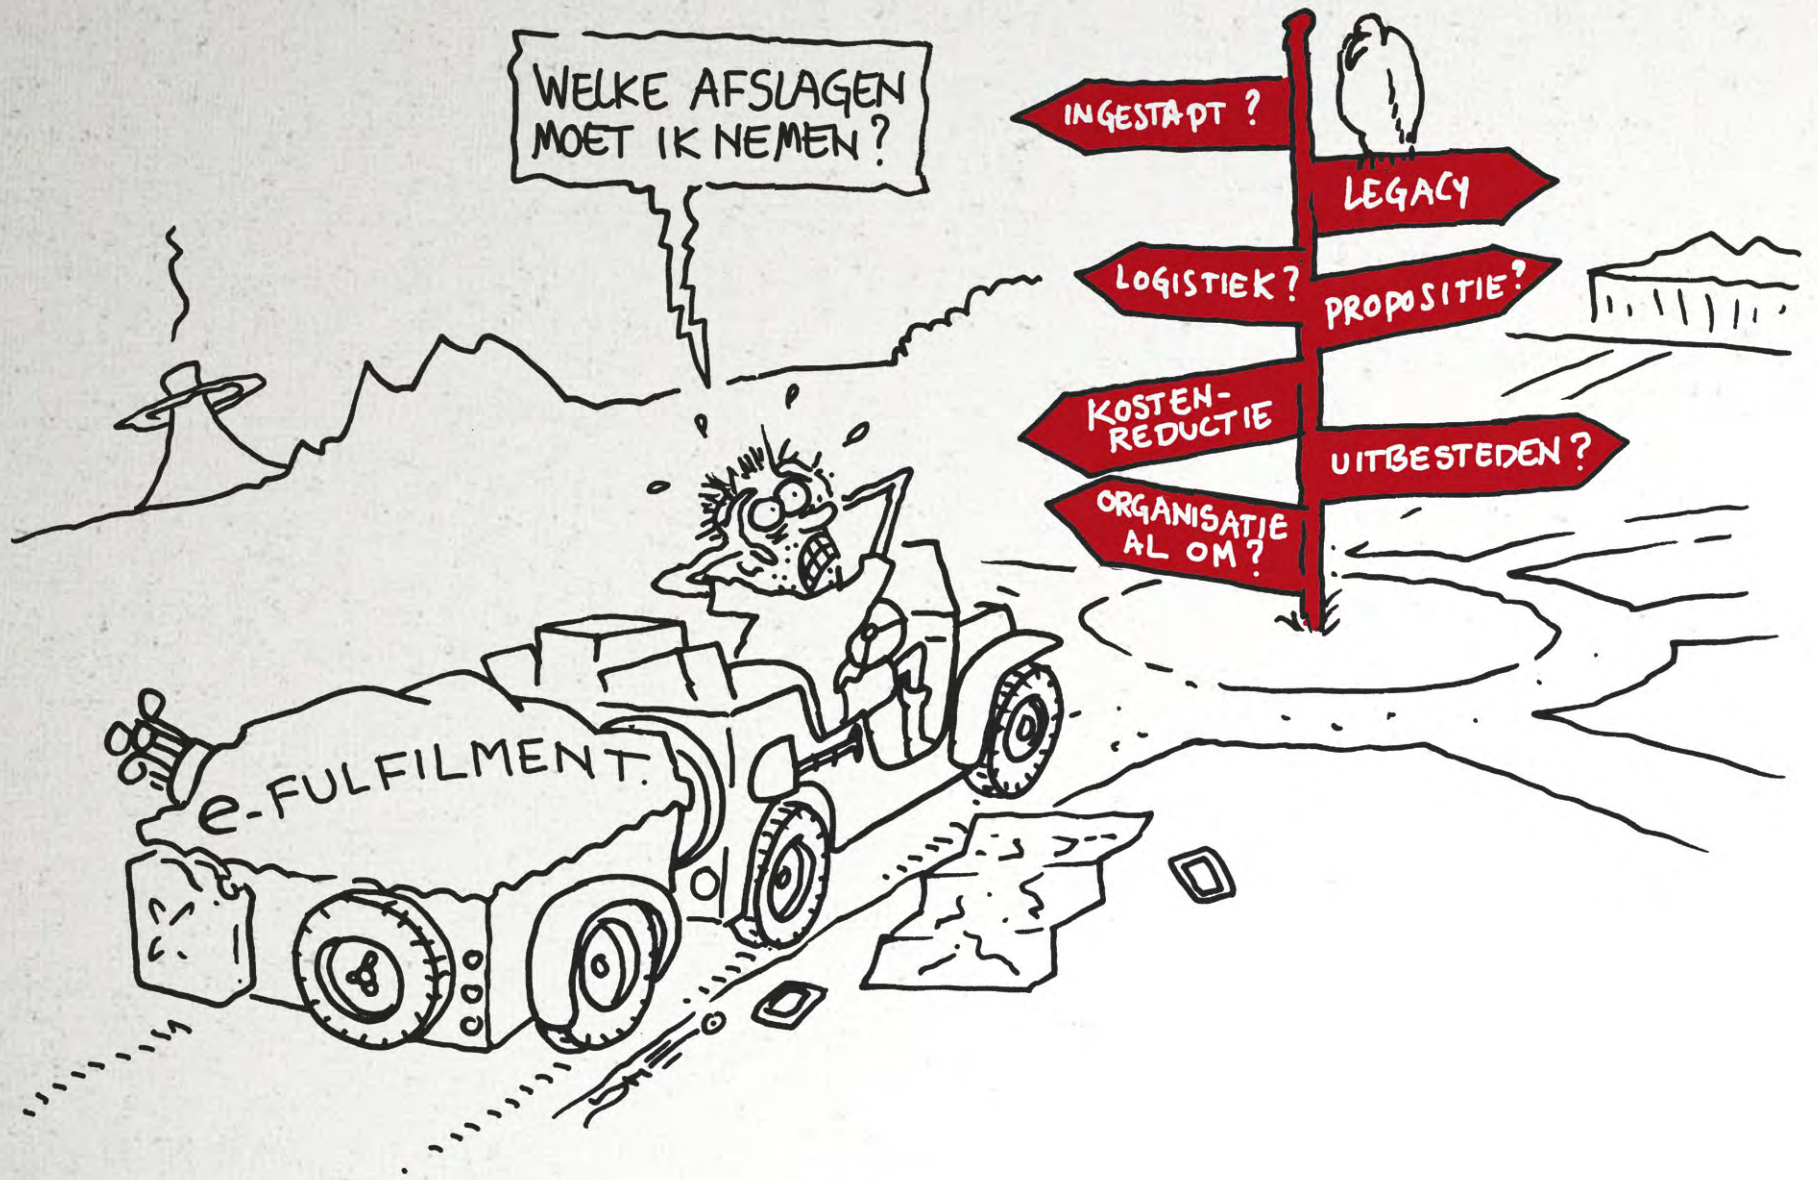 WELKE AFSLAGEN
MOET IK NEMEN?
INGESTAPT?
LEGACY
LOGISTIEK?
PROPOSITIE?
KOSTEN-
REDUCTIE
UITBESTEDEN?
ORGANISATIE
AL OM?
e-FULFILMENT.